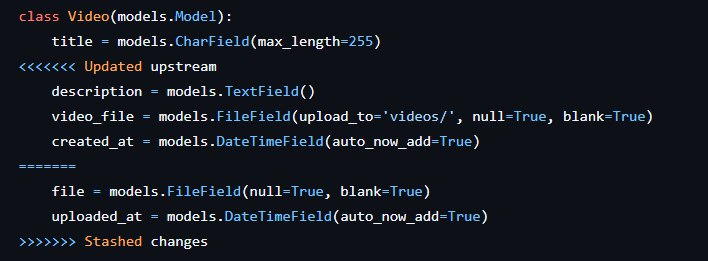 class Video(models.Model):
    title = models.CharField(max_length=255)
<<<<<<< Updated upstream
    description = models.TextField()
    video_file = models.FileField(upload_to='videos/', null=True, blank=True)
    created_at = models.DateTimeField(auto_now_add=True)
=======
    file = models.FileField(null=True, blank=True)
    uploaded_at = models.DateTimeField(auto_now_add=True)
>>>>>>> Stashed changes